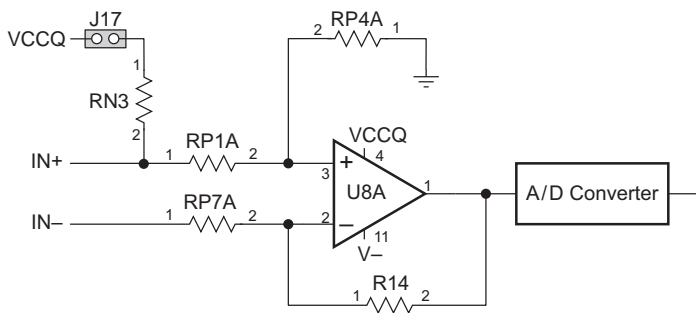 J17
VCCQ
RP4A
2 1
1
RN3
2
RP1A
VCCQ
4
IN+
1 2
+
3
U8A
1
A/D Converter
RP7A
IN–
1 2
2
–
11
V–
R14
1 2